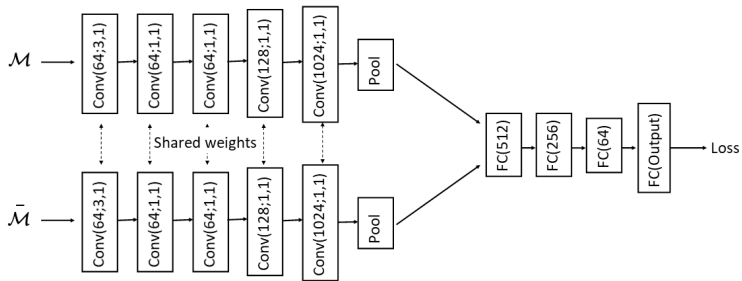 ℳ
Conv(64;3,1)
Conv(64;1,1)
Conv(64;1,1)
Conv(128;1,1)
Conv(1024;1,1)
Pool
Shared weights
ℳ̄
Conv(64;3,1)
Conv(64;1,1)
Conv(64;1,1)
Conv(128;1,1)
Conv(1024;1,1)
Pool
FC(512)
FC(256)
FC(64)
FC(Output)
Loss